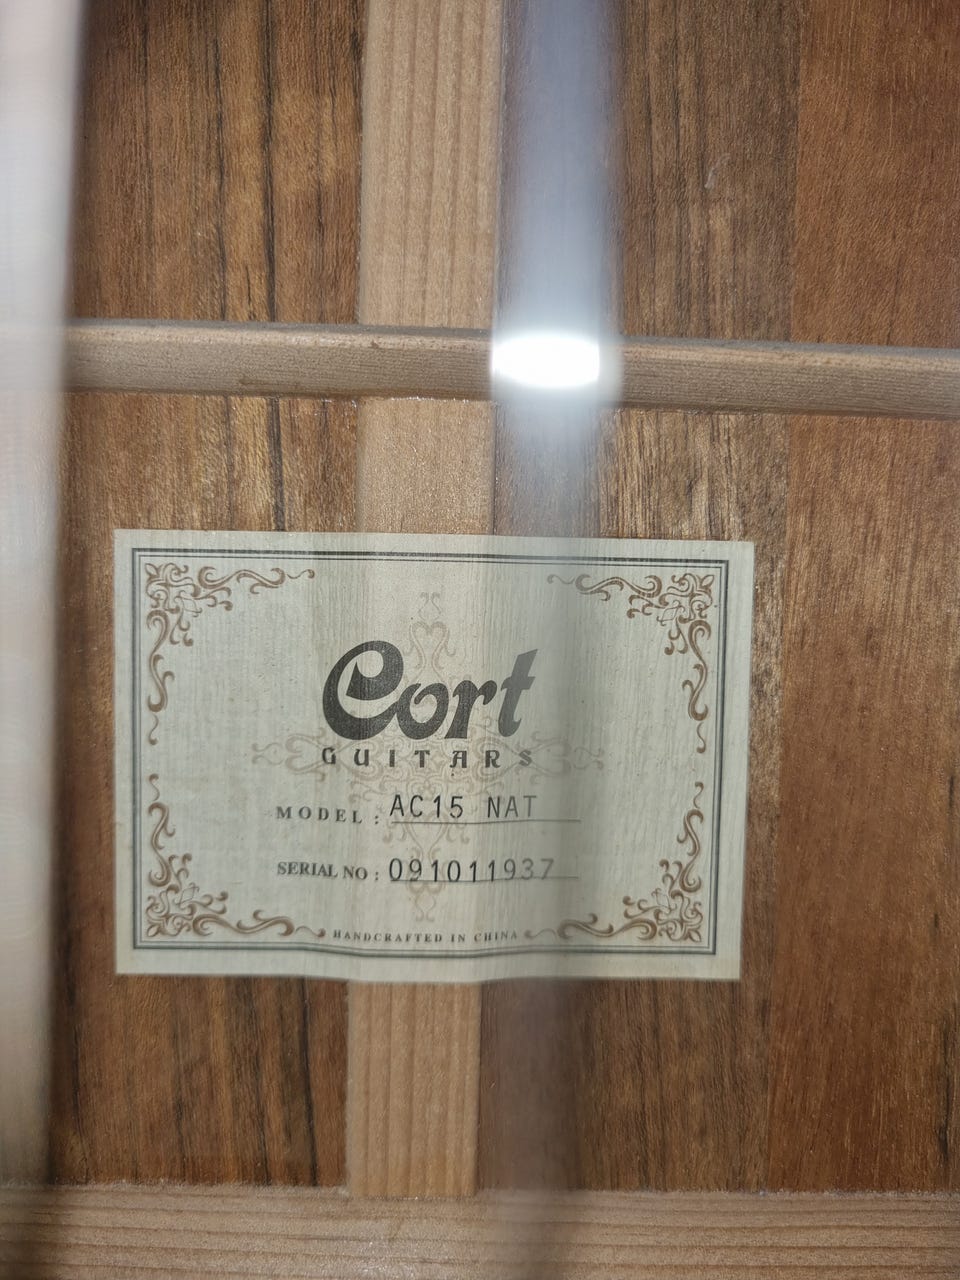 Cort
GUITARS
MODEL : AC15 NAT
SERIAL NO : 091011937
HANDCRAFTED IN CHINA